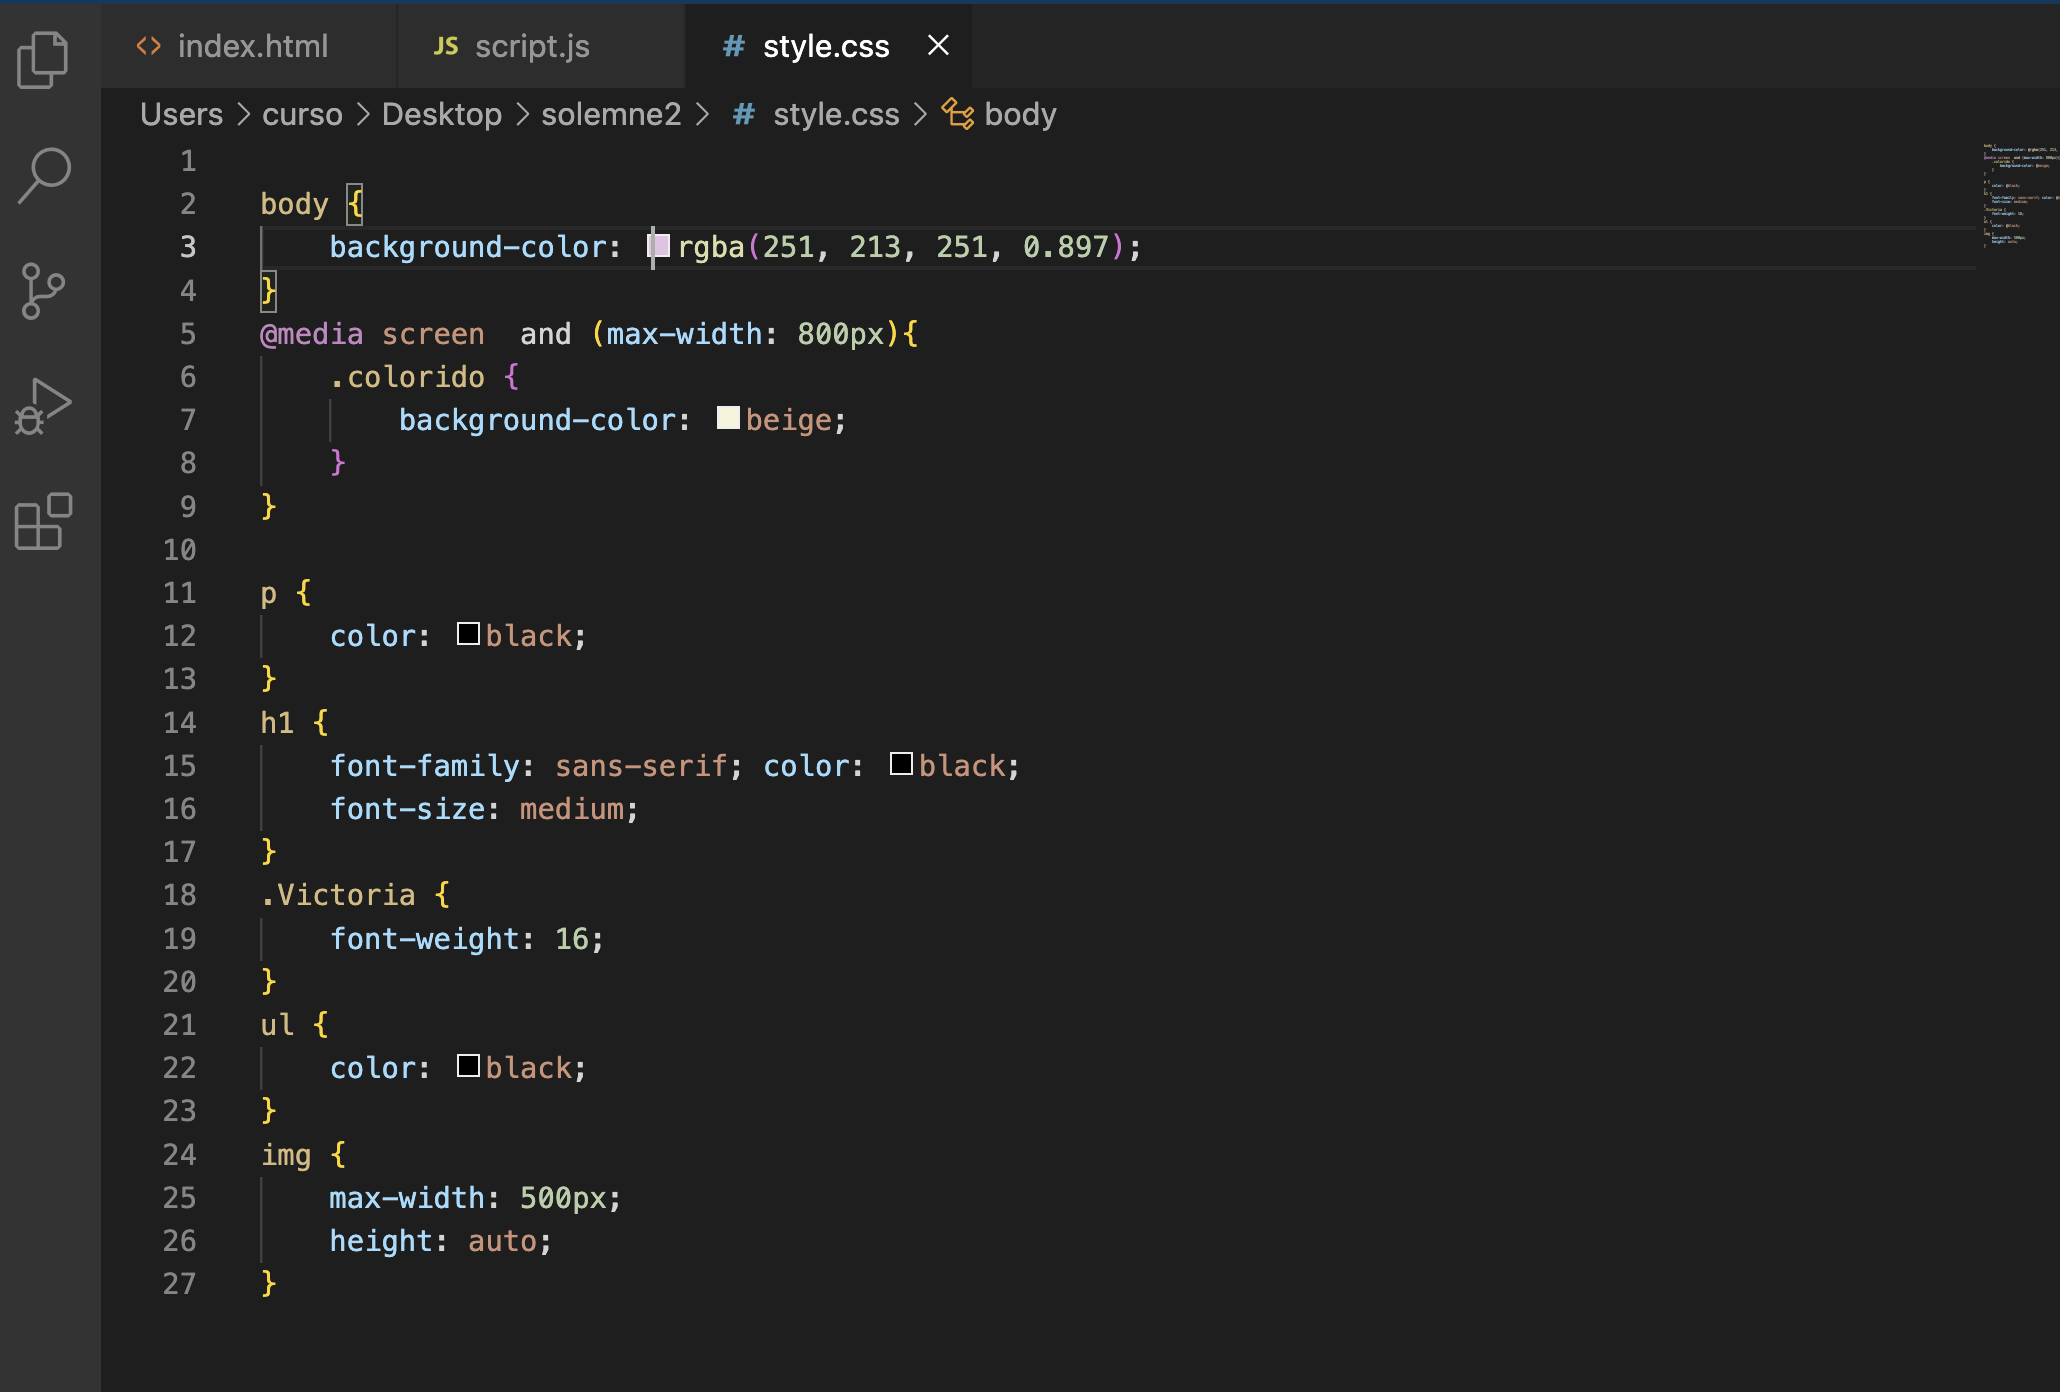 index.html JS script.js # style.css
Users > curso > Desktop > solemne2 > # style.css > body
1
2 body {
3 background-color: rgba(251, 213, 251, 0.897);
4 }
5 @media screen  and (max-width: 800px){
6 .colorido {
7 background-color: beige;
8 }
9 }
10
11 p {
12 color: black;
13 }
14 h1 {
15 font-family: sans-serif; color: black;
16 font-size: medium;
17 }
18 .Victoria {
19 font-weight: 16;
20 }
21 ul {
22 color: black;
23 }
24 img {
25 max-width: 500px;
26 height: auto;
27 }